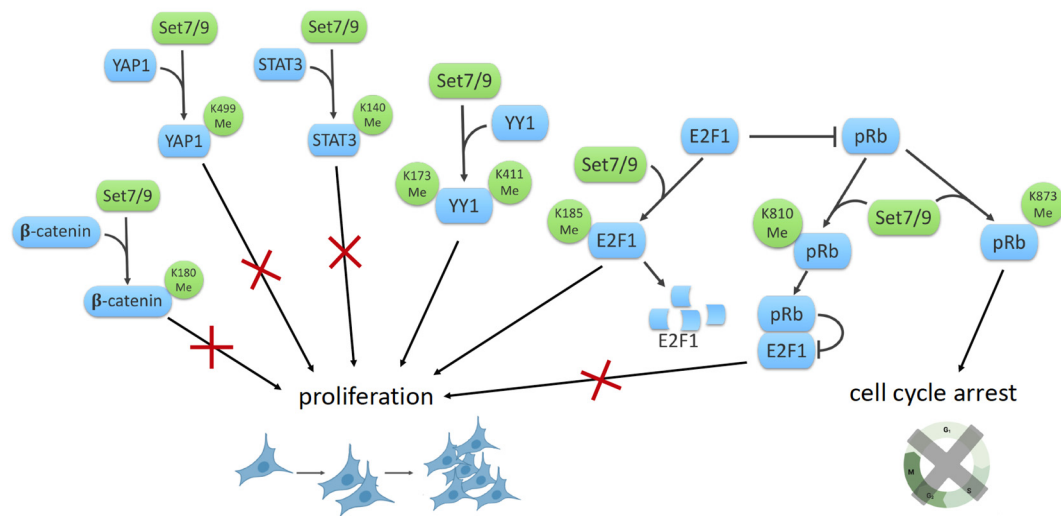 Set7/9
YAP1
K499
Me
YAP1
Set7/9
STAT3
K140
Me
STAT3
Set7/9
YY1
K173
Me
K411
Me
YY1
Set7/9
β-catenin
K180
Me
β-catenin
E2F1
pRb
Set7/9
K185
Me
E2F1
E2F1
K810
Me
Set7/9
pRb
K873
Me
pRb
pRb
E2F1
proliferation
cell cycle arrest
G₁
M
G₂
S